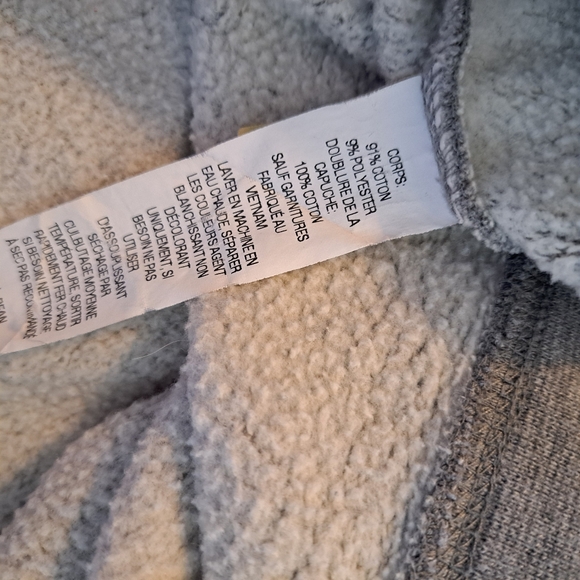 CORPS:
91% COTON
9% POLYESTER
DOUBLURE DE LA
CAPUCHE:
100% COTON
SAUF GARNITURES
FABRIQUÉ AU
VIETNAM
LAVER EN MACHINE EN
EAU CHAUDE, SÉPARER
LES COULEURS AGENT
DÉCOLORANT
BLANCHISSANT NON
UNIQUEMENT, SI
BESOIN NE PAS
UTILISER
D'ASSOUPLISSANT
SÉCHAGE PAR
CULBUTAGE MOYENNE
TEMPÉRATURE, SORTIR
RAPIDEMENT FER CHAUD
SI BESOIN NETTOYAGE
À SEC PAS RECOMMANDÉ